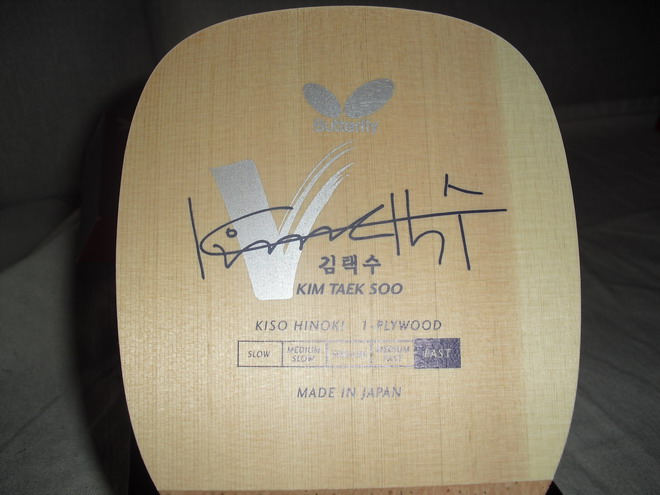 Butterfly
V
김택수
KIM TAEK SOO
KISO HINOKI 1-PLYWOOD
SLOW MEDIUM SLOW MEDIUM MEDIUM FAST FAST
MADE IN JAPAN